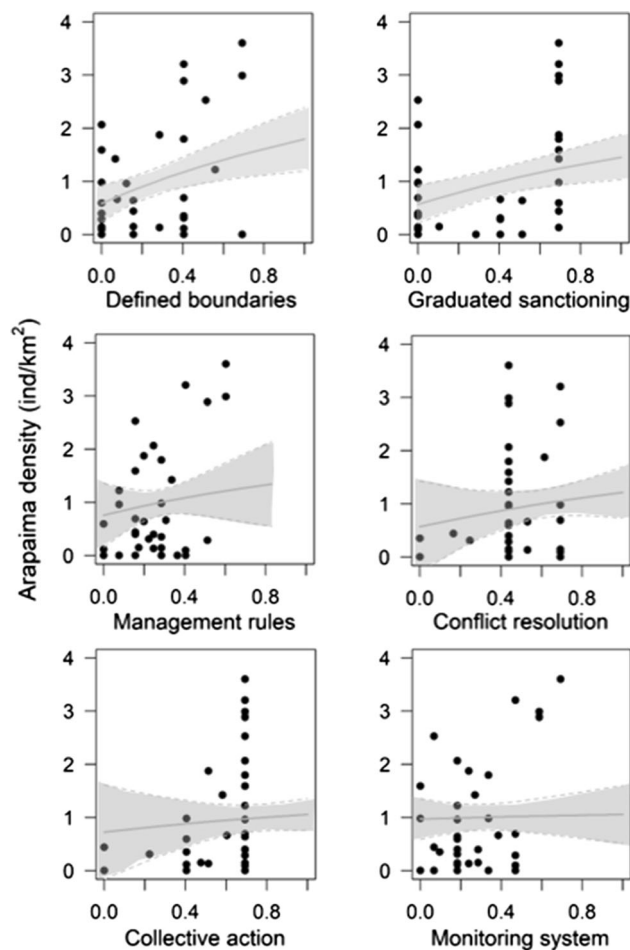 4
3
2
1
0
0.0 0.4 0.8
Defined boundaries
4
3
2
1
0
0.0 0.4 0.8
Graduated sanctioning
Arapaima density (ind/km²)
4
3
2
1
0
0.0 0.4 0.8
Management rules
4
3
2
1
0
0.0 0.4 0.8
Conflict resolution
4
3
2
1
0
0.0 0.4 0.8
Collective action
4
3
2
1
0
0.0 0.4 0.8
Monitoring system